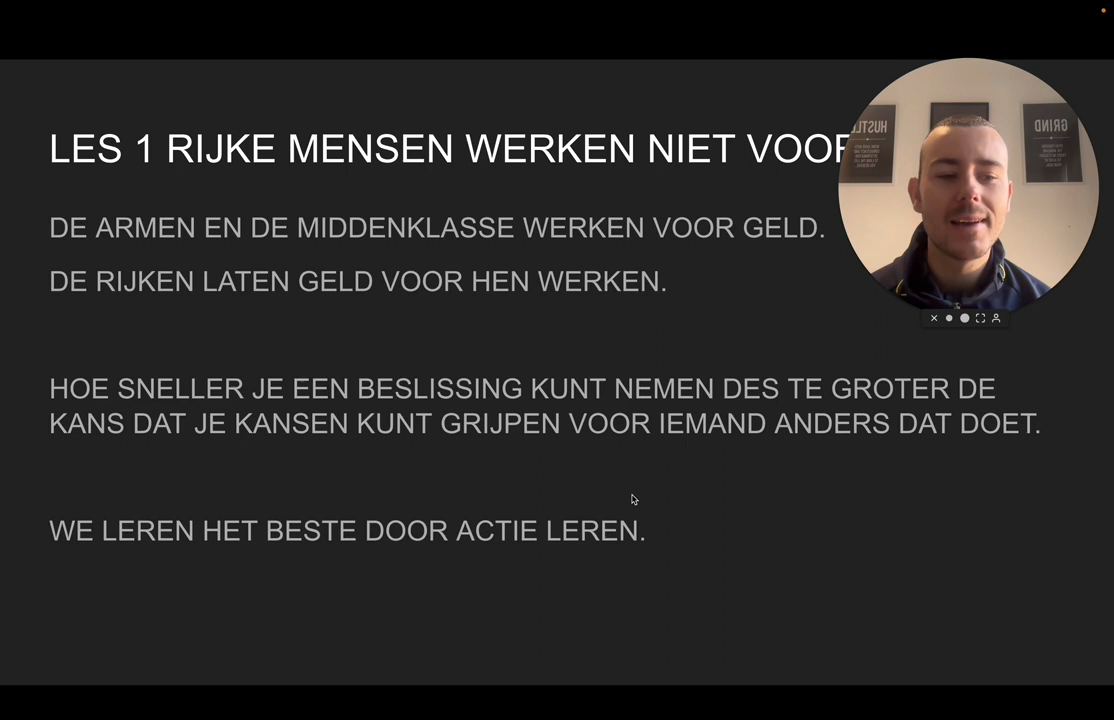 LES 1 RIJKE MENSEN WERKEN NIET VOOR
DE ARMEN EN DE MIDDENKLASSE WERKEN VOOR GELD.
DE RIJKEN LATEN GELD VOOR HEN WERKEN.
HOE SNELLER JE EEN BESLISSING KUNT NEMEN DES TE GROTER DE
KANS DAT JE KANSEN KUNT GRIJPEN VOOR IEMAND ANDERS DAT DOET.
WE LEREN HET BESTE DOOR ACTIE LEREN.
HUSTLE
GRIND